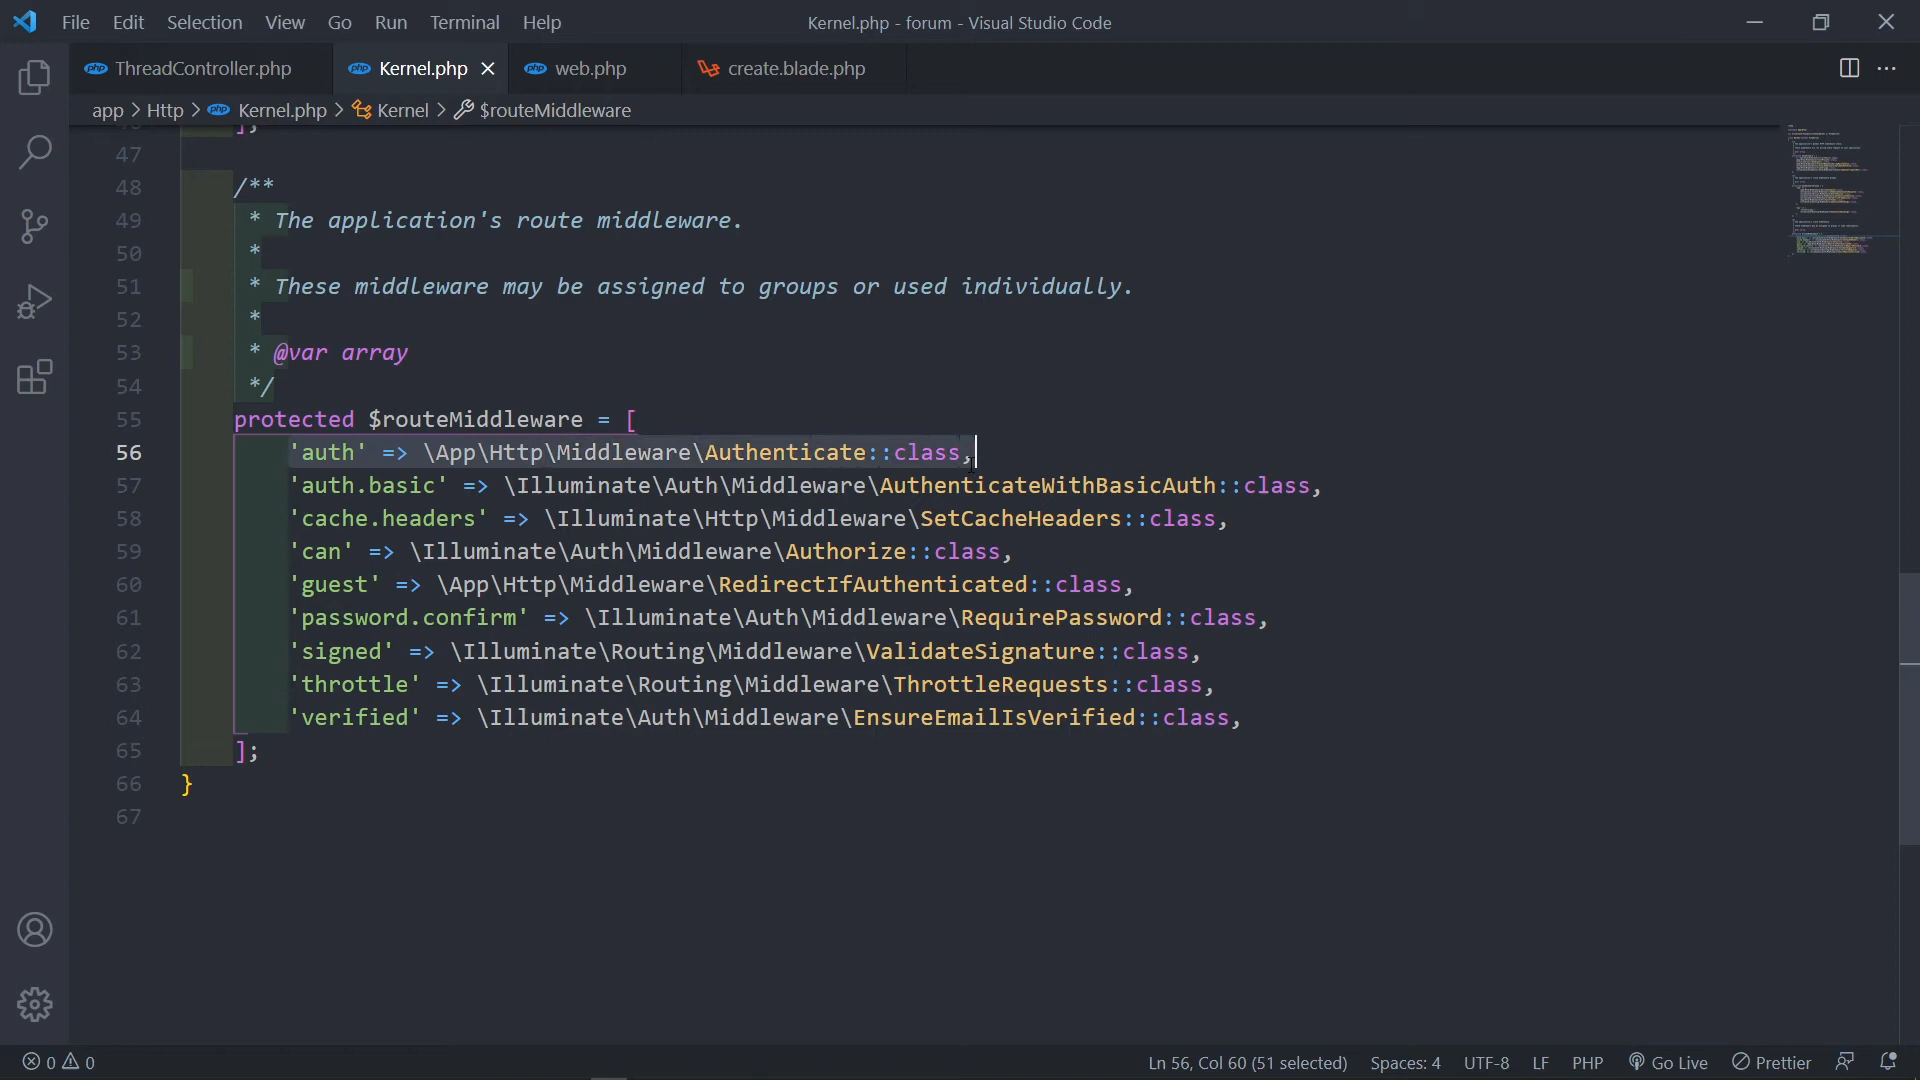 File Edit Selection View Go Run Terminal Help Kernel.php - forum - Visual Studio Code
php ThreadController.php php Kernel.php php web.php create.blade.php
app > Http > php Kernel.php > Kernel > $routeMiddleware
];
47
48 /**
49 * The application's route middleware.
50 *
51 * These middleware may be assigned to groups or used individually.
52 *
53 * @var array
54 */
55 protected $routeMiddleware = [
56 'auth' => \App\Http\Middleware\Authenticate::class,
57 'auth.basic' => \Illuminate\Auth\Middleware\AuthenticateWithBasicAuth::class,
58 'cache.headers' => \Illuminate\Http\Middleware\SetCacheHeaders::class,
59 'can' => \Illuminate\Auth\Middleware\Authorize::class,
60 'guest' => \App\Http\Middleware\RedirectIfAuthenticated::class,
61 'password.confirm' => \Illuminate\Auth\Middleware\RequirePassword::class,
62 'signed' => \Illuminate\Routing\Middleware\ValidateSignature::class,
63 'throttle' => \Illuminate\Routing\Middleware\ThrottleRequests::class,
64 'verified' => \Illuminate\Auth\Middleware\EnsureEmailIsVerified::class,
65 ];
66 }
67
0 0 Ln 56, Col 60 (51 selected) Spaces: 4 UTF-8 LF PHP Go Live Prettier